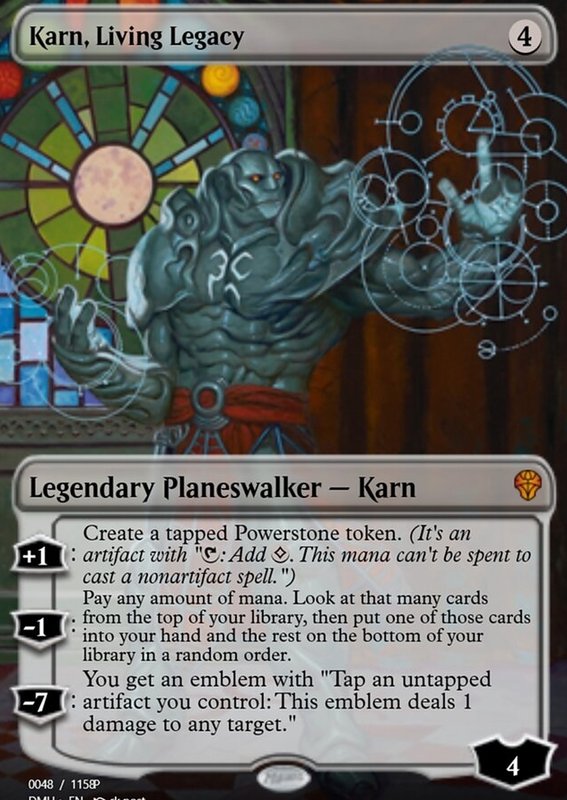 Karn, Living Legacy 4
Legendary Planeswalker — Karn
Create a tapped Powerstone token. (It's an
+1: artifact with "T: Add C. This mana can't be spent to
cast a nonartifact spell.")
Pay any amount of mana. Look at that many cards
-1: from the top of your library, then put one of those cards
into your hand and the rest on the bottom of your
library in a random order.
You get an emblem with "Tap an untapped
-7: artifact you control: This emblem deals 1
damage to any target."
4
0048 / 1158P